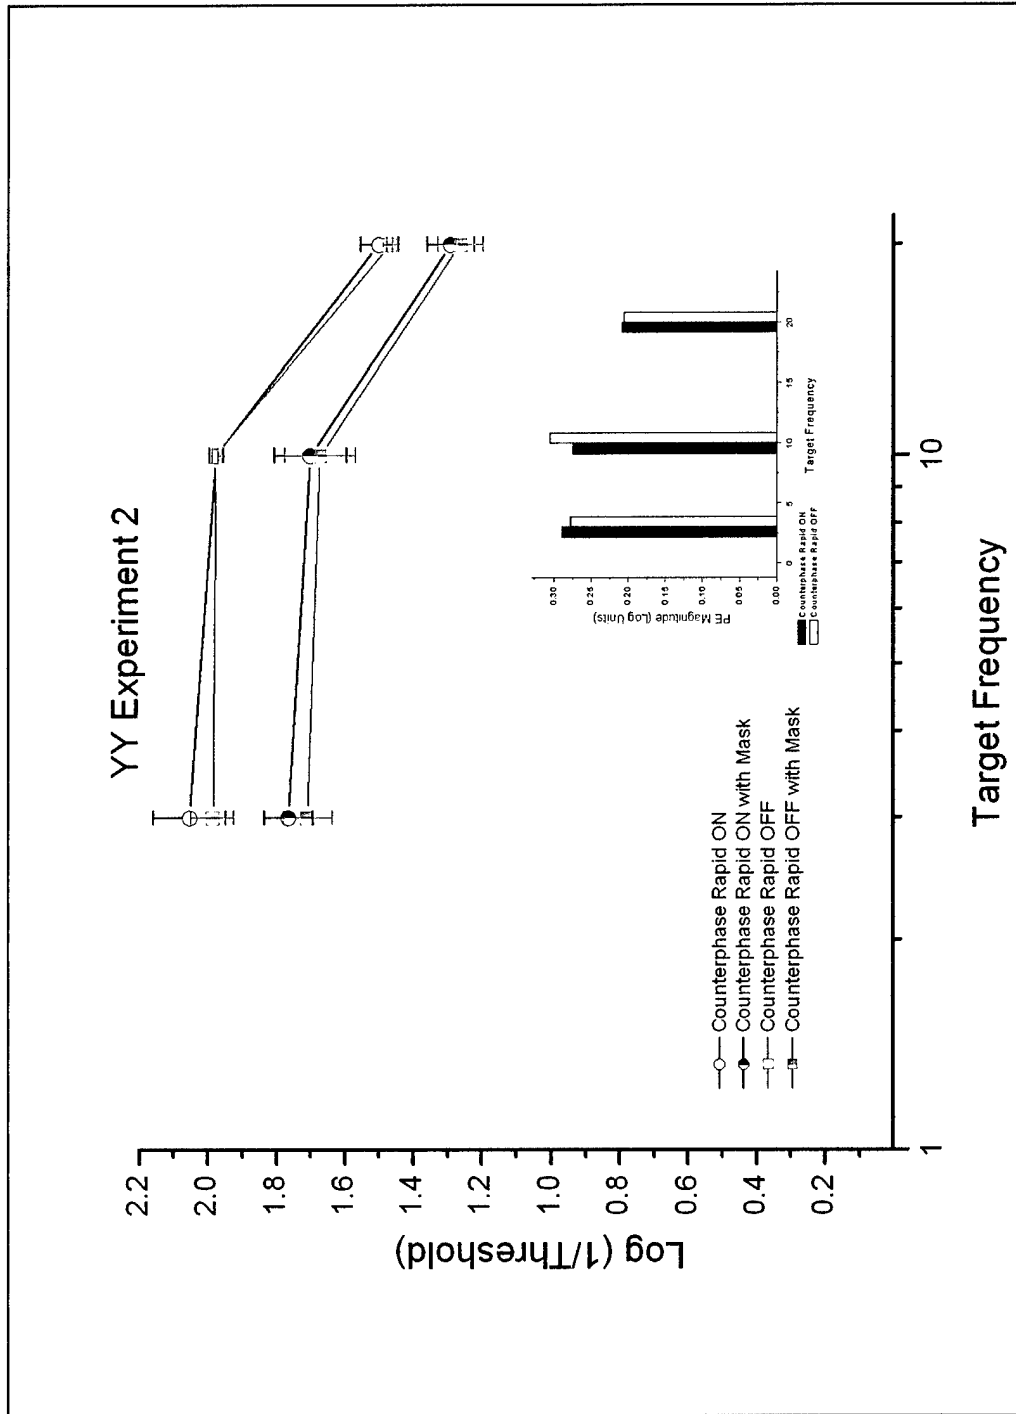 YY Experiment 2
Log (1/Threshold)
2.2
2.0
1.8
1.6
1.4
1.2
1.0
0.8
0.6
0.4
0.2
1
10
Target Frequency
Counterphase Rapid ON
Counterphase Rapid ON with Mask
Counterphase Rapid OFF
Counterphase Rapid OFF with Mask
PE Magnitude (Log Units)
0.30
0.25
0.20
0.15
0.10
0.05
0.00
0
5
10
15
20
Target Frequency
Counterphase Rapid ON
Counterphase Rapid OFF